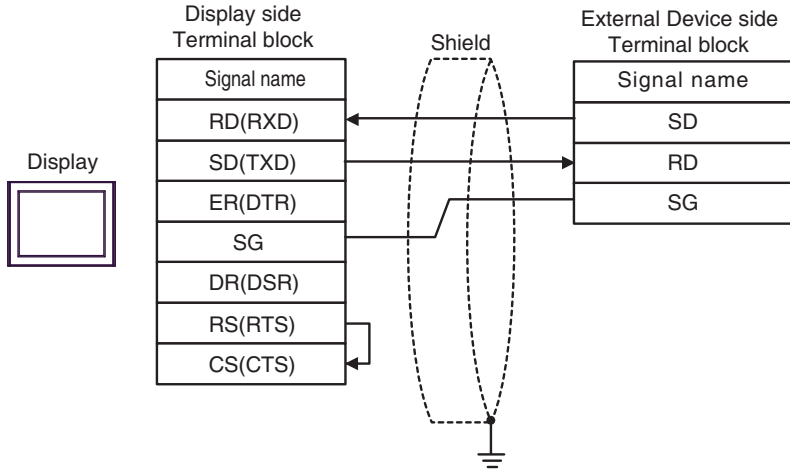 Display side
Terminal block
Shield
External Device side
Terminal block
Display
Signal name
RD(RXD)
SD(TXD)
ER(DTR)
SG
DR(DSR)
RS(RTS)
CS(CTS)
Signal name
SD
RD
SG